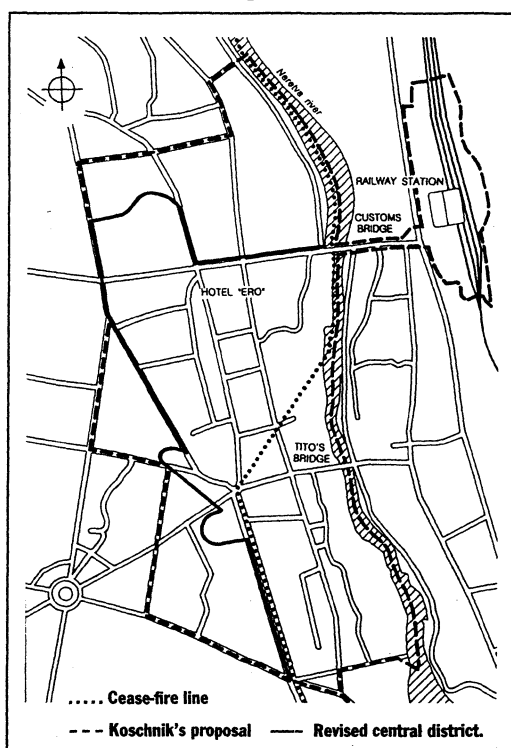 Neretva river
RAILWAY STATION
CUSTOMS
BRIDGE
HOTEL "ERO"
TITO'S
BRIDGE
..... Cease-fire line
--- Koschnik's proposal —— Revised central district.